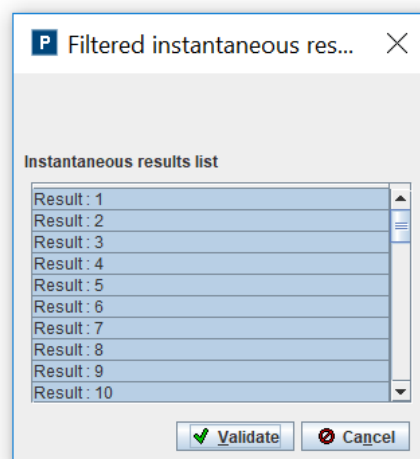 P Filtered instantaneous res...
Instantaneous results list
Result : 1
Result : 2
Result : 3
Result : 4
Result : 5
Result : 6
Result : 7
Result : 8
Result : 9
Result : 10
Validate Cancel